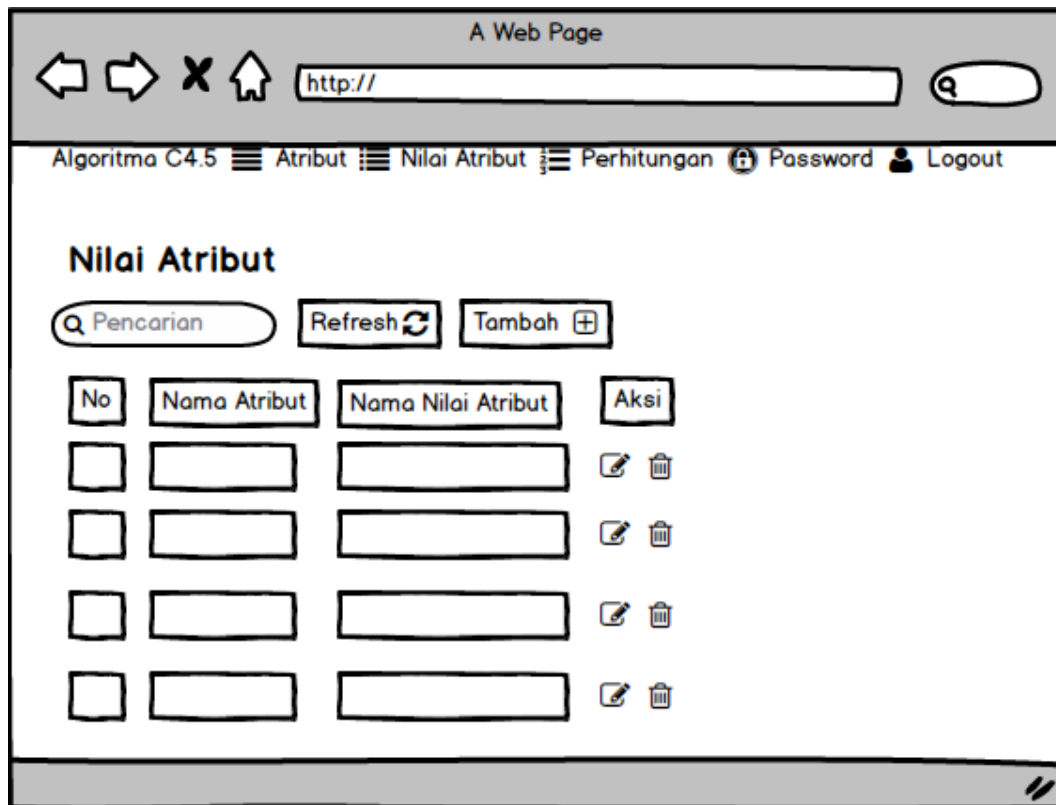 A Web Page
http://
Algoritma C4.5 Atribut Nilai Atribut Perhitungan Password Logout
Nilai Atribut
Pencarian Refresh Tambah
No Nama Atribut Nama Nilai Atribut Aksi